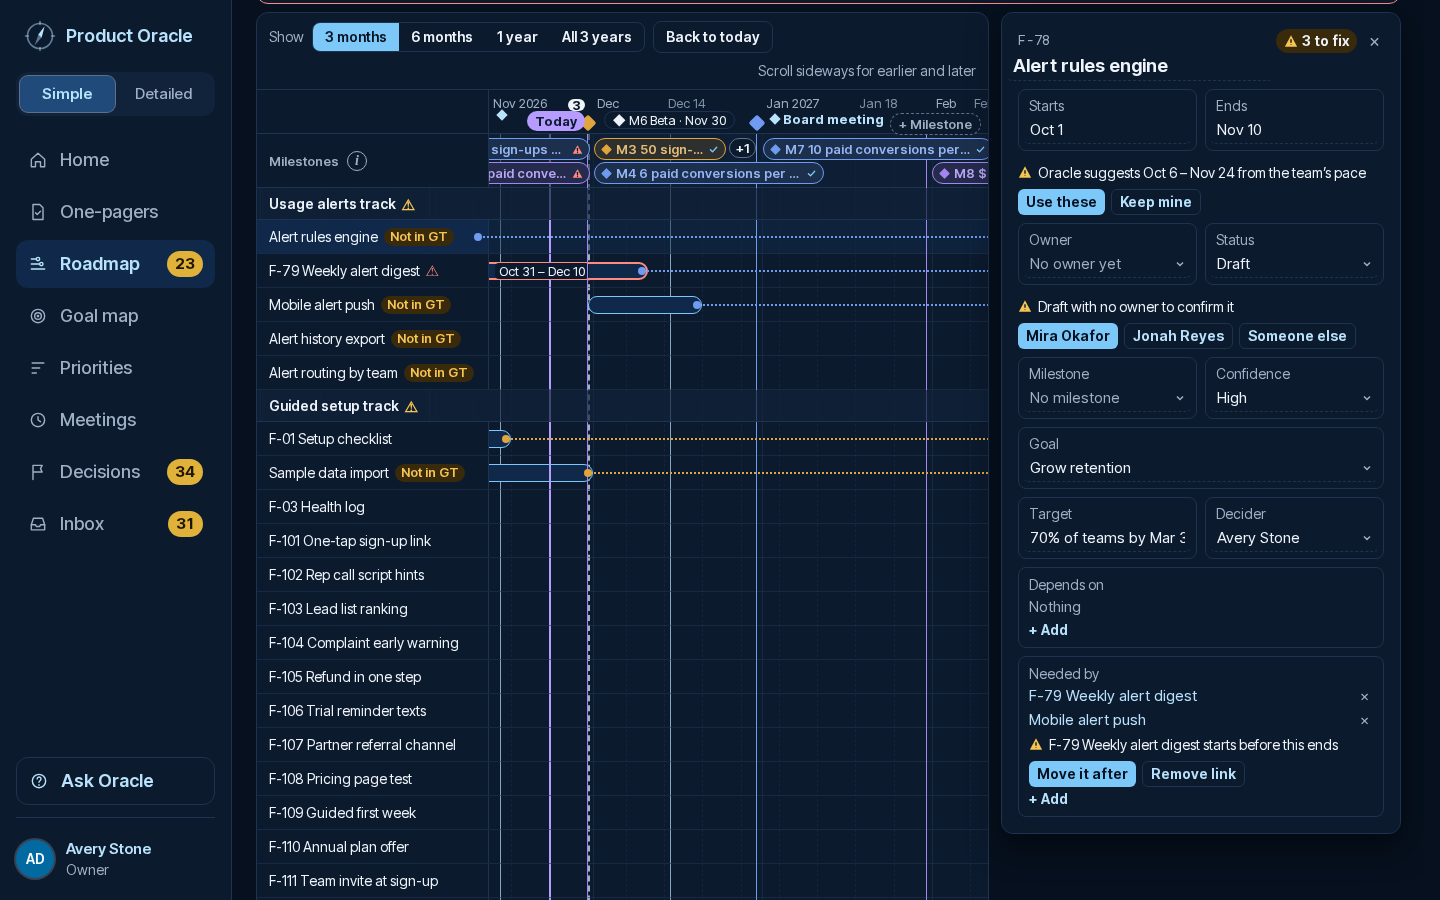 Product Oracle
Simple
Detailed
Home
One-pagers
Roadmap
23
Goal map
Priorities
Meetings
Decisions
34
Inbox
31
Ask Oracle
AD
Avery Stone
Owner
Show
3 months
6 months
1 year
All 3 years
Back to today
Scroll sideways for earlier and later
Nov 2026
3
Dec
Dec 14
Jan 2027
Jan 18
Feb
Fe
Today
M6 Beta · Nov 30
Board meeting
+ Milestone
Milestones
i
sign-ups ...
M3 50 sign-...
+1
M7 10 paid conversions per...
paid conve...
M4 6 paid conversions per ...
M8 $
Usage alerts track
Alert rules engine
Not in GT
F-79 Weekly alert digest
Oct 31 – Dec 10
Mobile alert push
Not in GT
Alert history export
Not in GT
Alert routing by team
Not in GT
Guided setup track
F-01 Setup checklist
Sample data import
Not in GT
F-03 Health log
F-101 One-tap sign-up link
F-102 Rep call script hints
F-103 Lead list ranking
F-104 Complaint early warning
F-105 Refund in one step
F-106 Trial reminder texts
F-107 Partner referral channel
F-108 Pricing page test
F-109 Guided first week
F-110 Annual plan offer
F-111 Team invite at sign-up
F-78
3 to fix
×
Alert rules engine
Starts
Oct 1
Ends
Nov 10
Oracle suggests Oct 6 – Nov 24 from the team's pace
Use these
Keep mine
Owner
No owner yet
Status
Draft
Draft with no owner to confirm it
Mira Okafor
Jonah Reyes
Someone else
Milestone
No milestone
Confidence
High
Goal
Grow retention
Target
70% of teams by Mar 3
Decider
Avery Stone
Depends on
Nothing
+ Add
Needed by
F-79 Weekly alert digest
×
Mobile alert push
×
F-79 Weekly alert digest starts before this ends
Move it after
Remove link
+ Add